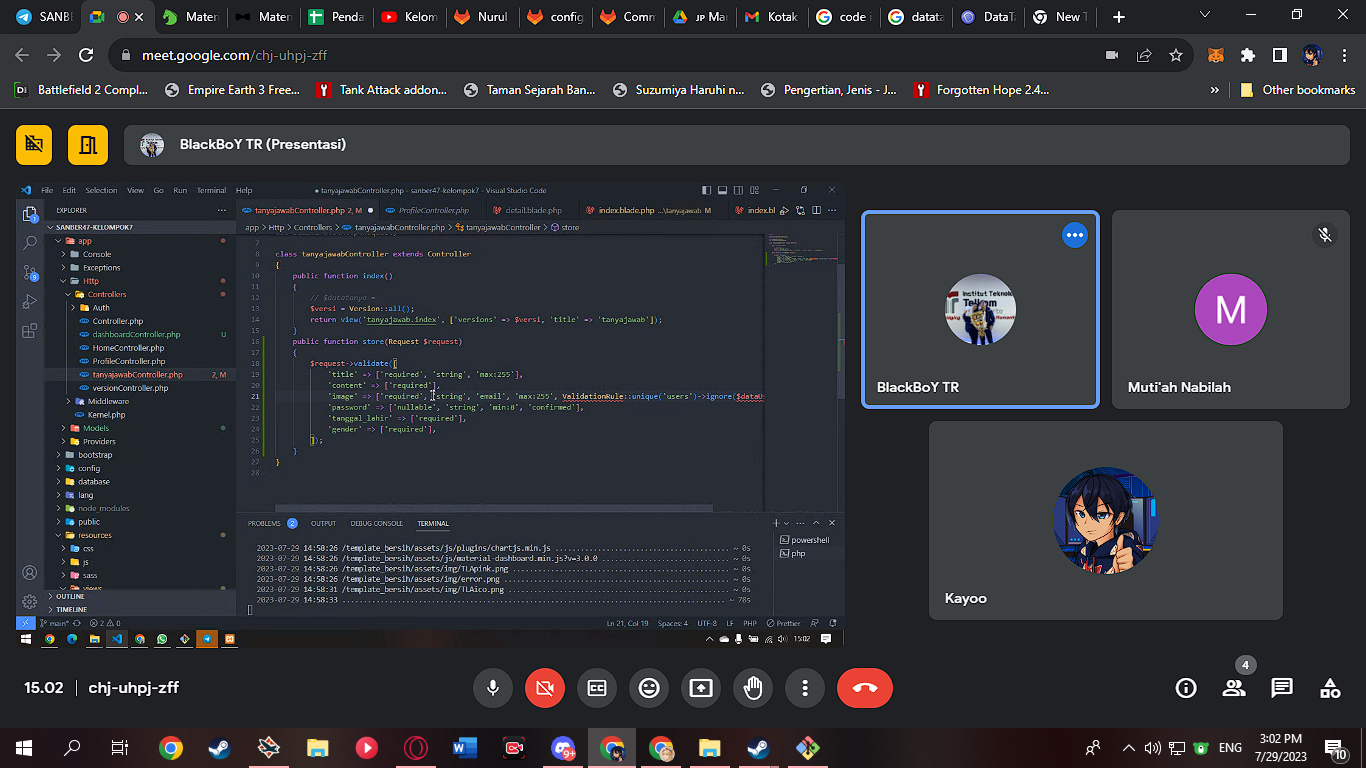 SANBE
Mater
Mater
Penda
Kelom
Nurul
config
Comm
JP Mai
Kotak
code i
datata
DataTa
New T
meet.google.com/chj-uhpj-zff
Battlefield 2 Compl...
Empire Earth 3 Free...
Tank Attack addon...
Taman Sejarah Ban...
Suzumiya Haruhi n...
Pengertian, Jenis - J...
Forgotten Hope 2.4...
»
Other bookmarks
BlackBoY TR (Presentasi)
File Edit Selection View Go Run Terminal Help
● tanyajawabController.php - sanber47-kelompok7 - Visual Studio Code
EXPLORER
tanyajawabController.php 2, M ●
ProfileController.php
detail.blade.php
index.blade.php ...\tanyajawab M
index.bl
SANBER47-KELOMPOK7
app > Http > Controllers > tanyajawabController.php > tanyajawabController > store
app
Console
Exceptions
Http
Controllers
Auth
Controller.php
dashboardController.php U
HomeController.php
ProfileController.php
tanyajawabController.php 2, M
versionController.php
Middleware
Kernel.php
Models
Providers
bootstrap
config
database
lang
node_modules
public
resources
css
js
sass
views
OUTLINE
TIMELINE
7
8 class tanyajawabController extends Controller
9 {
10 public function index()
11 {
12 // $datatanya =
13 $versi = Version::all();
14 return view('tanyajawab.index', ['versions' => $versi, 'title' => 'tanyajawab']);
15 }
16 public function store(Request $request)
17 {
18 $request->validate([
19 'title' => ['required', 'string', 'max:255'],
20 'content' => ['required'],
21 'image' => ['required', 'string', 'email', 'max:255', ValidationRule::unique('users')->ignore($dataU
22 'password' => ['nullable', 'string', 'min:8', 'confirmed'],
23 'tanggal_lahir' => ['required'],
24 'gender' => ['required'],
25 ]);
26 }
27 }
28
PROBLEMS 2 OUTPUT DEBUG CONSOLE TERMINAL
powershell
php
2023-07-29 14:58:26 /template_bersih/assets/js/plugins/chartjs.min.js ~ 0s
2023-07-29 14:58:26 /template_bersih/assets/js/material-dashboard.min.js?v=3.0.0 ~ 0s
2023-07-29 14:58:26 /template_bersih/assets/img/TLApink.png ~ 0s
2023-07-29 14:58:26 /template_bersih/assets/img/error.png ~ 0s
2023-07-29 14:58:31 /template_bersih/assets/img/TLAico.png ~ 0s
2023-07-29 14:58:33 ~ 78s
main* 2 0
Ln 21, Col 19 Spaces: 4 UTF-8 LF PHP Prettier
15:02
Institut Teknolo
Telkom
BlackBoY TR
M
Muti'ah Nabilah
Kayoo
15.02 | chj-uhpj-zff
4
9+
ENG
3:02 PM
7/29/2023
10